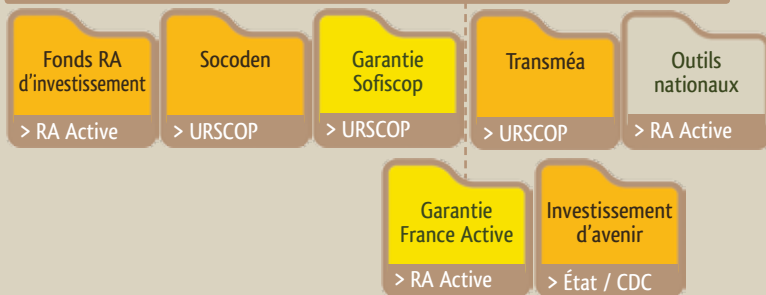 Fonds RA
d’investissement
> RA Active
Socoden
> URSCOP
Garantie
Sofiscop
> URSCOP
Transméa
> URSCOP
Outils
nationaux
> RA Active
Garantie
France Active
> RA Active
Investissement
d’avenir
> État / CDC